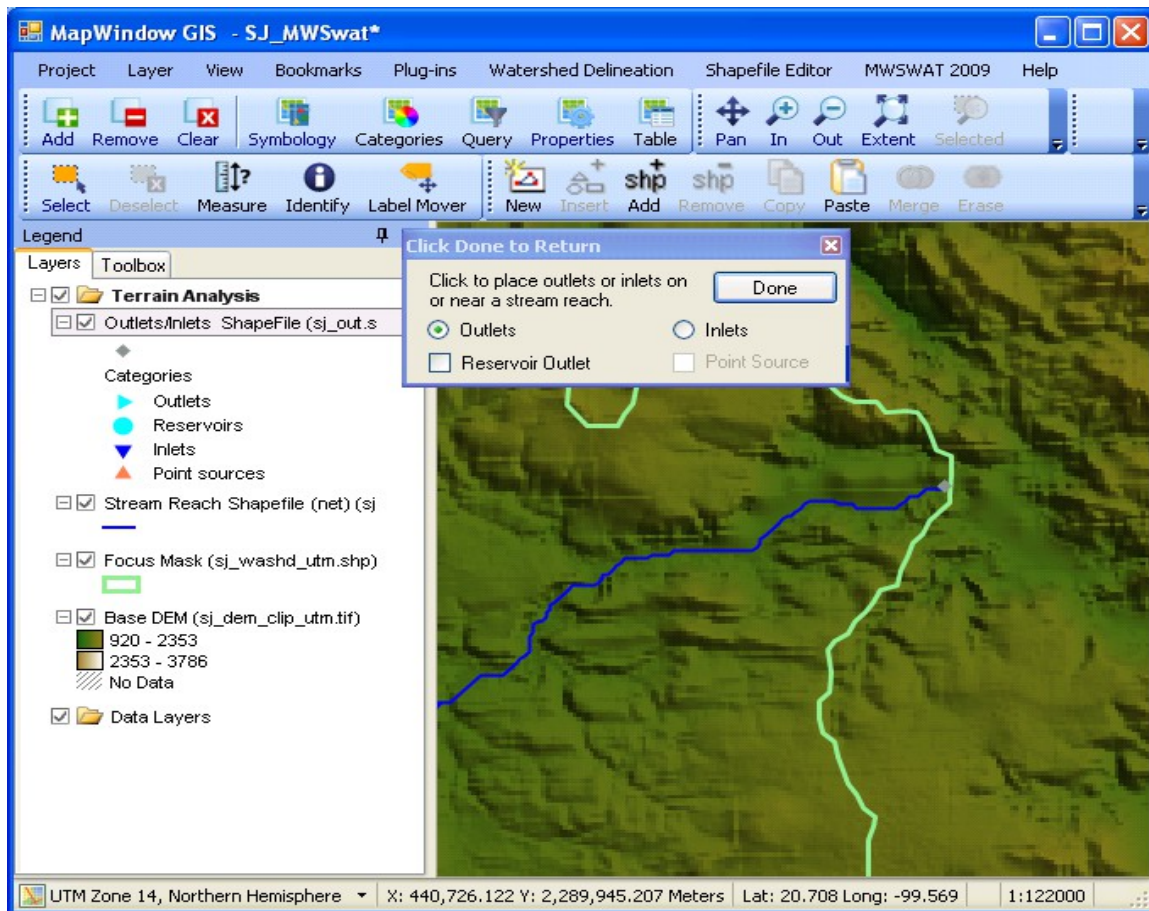 MapWindow GIS - SJ_MWSwat*
Project Layer View Bookmarks Plug-ins Watershed Delineation Shapefile Editor MWSWAT 2009 Help
Add Remove Clear Symbology Categories Query Properties Table Pan In Out Extent Selected
Select Deselect Measure Identify Label Mover New Insert shp Add shp Remove Copy Paste Merge Erase
Legend
Layers Toolbox
Terrain Analysis
Outlets/Inlets ShapeFile (sj_out.s
Categories
Outlets
Reservoirs
Inlets
Point sources
Stream Reach Shapefile (net) (sj
Focus Mask (sj_washd_utm.shp)
Base DEM (sj_dem_clip_utm.tif)
920 - 2353
2353 - 3786
No Data
Data Layers
Click Done to Return
Click to place outlets or inlets on
or near a stream reach.
Done
Outlets Inlets
Reservoir Outlet Point Source
UTM Zone 14, Northern Hemisphere X: 440,726.122 Y: 2,289,945.207 Meters Lat: 20.708 Long: -99.569 1:122000